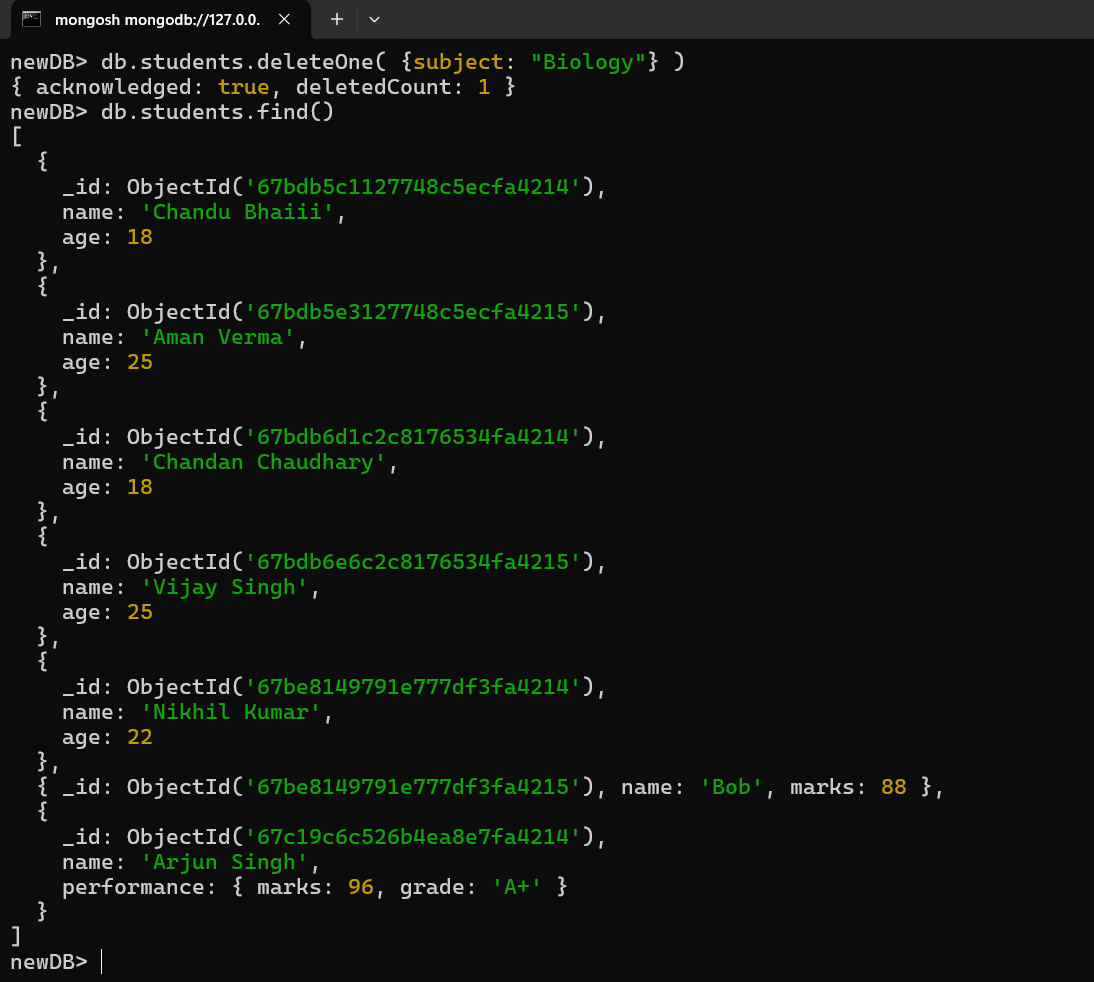 mongosh mongodb://127.0.0.
newDB> db.students.deleteOne( {subject: "Biology"} )
{ acknowledged: true, deletedCount: 1 }
newDB> db.students.find()
[
  {
    _id: ObjectId('67bdb5c1127748c5ecfa4214'),
    name: 'Chandu Bhaiii',
    age: 18
  },
  {
    _id: ObjectId('67bdb5e3127748c5ecfa4215'),
    name: 'Aman Verma',
    age: 25
  },
  {
    _id: ObjectId('67bdb6d1c2c8176534fa4214'),
    name: 'Chandan Chaudhary',
    age: 18
  },
  {
    _id: ObjectId('67bdb6e6c2c8176534fa4215'),
    name: 'Vijay Singh',
    age: 25
  },
  {
    _id: ObjectId('67be8149791e777df3fa4214'),
    name: 'Nikhil Kumar',
    age: 22
  },
  { _id: ObjectId('67be8149791e777df3fa4215'), name: 'Bob', marks: 88 },
  {
    _id: ObjectId('67c19c6c526b4ea8e7fa4214'),
    name: 'Arjun Singh',
    performance: { marks: 96, grade: 'A+' }
  }
]
newDB>